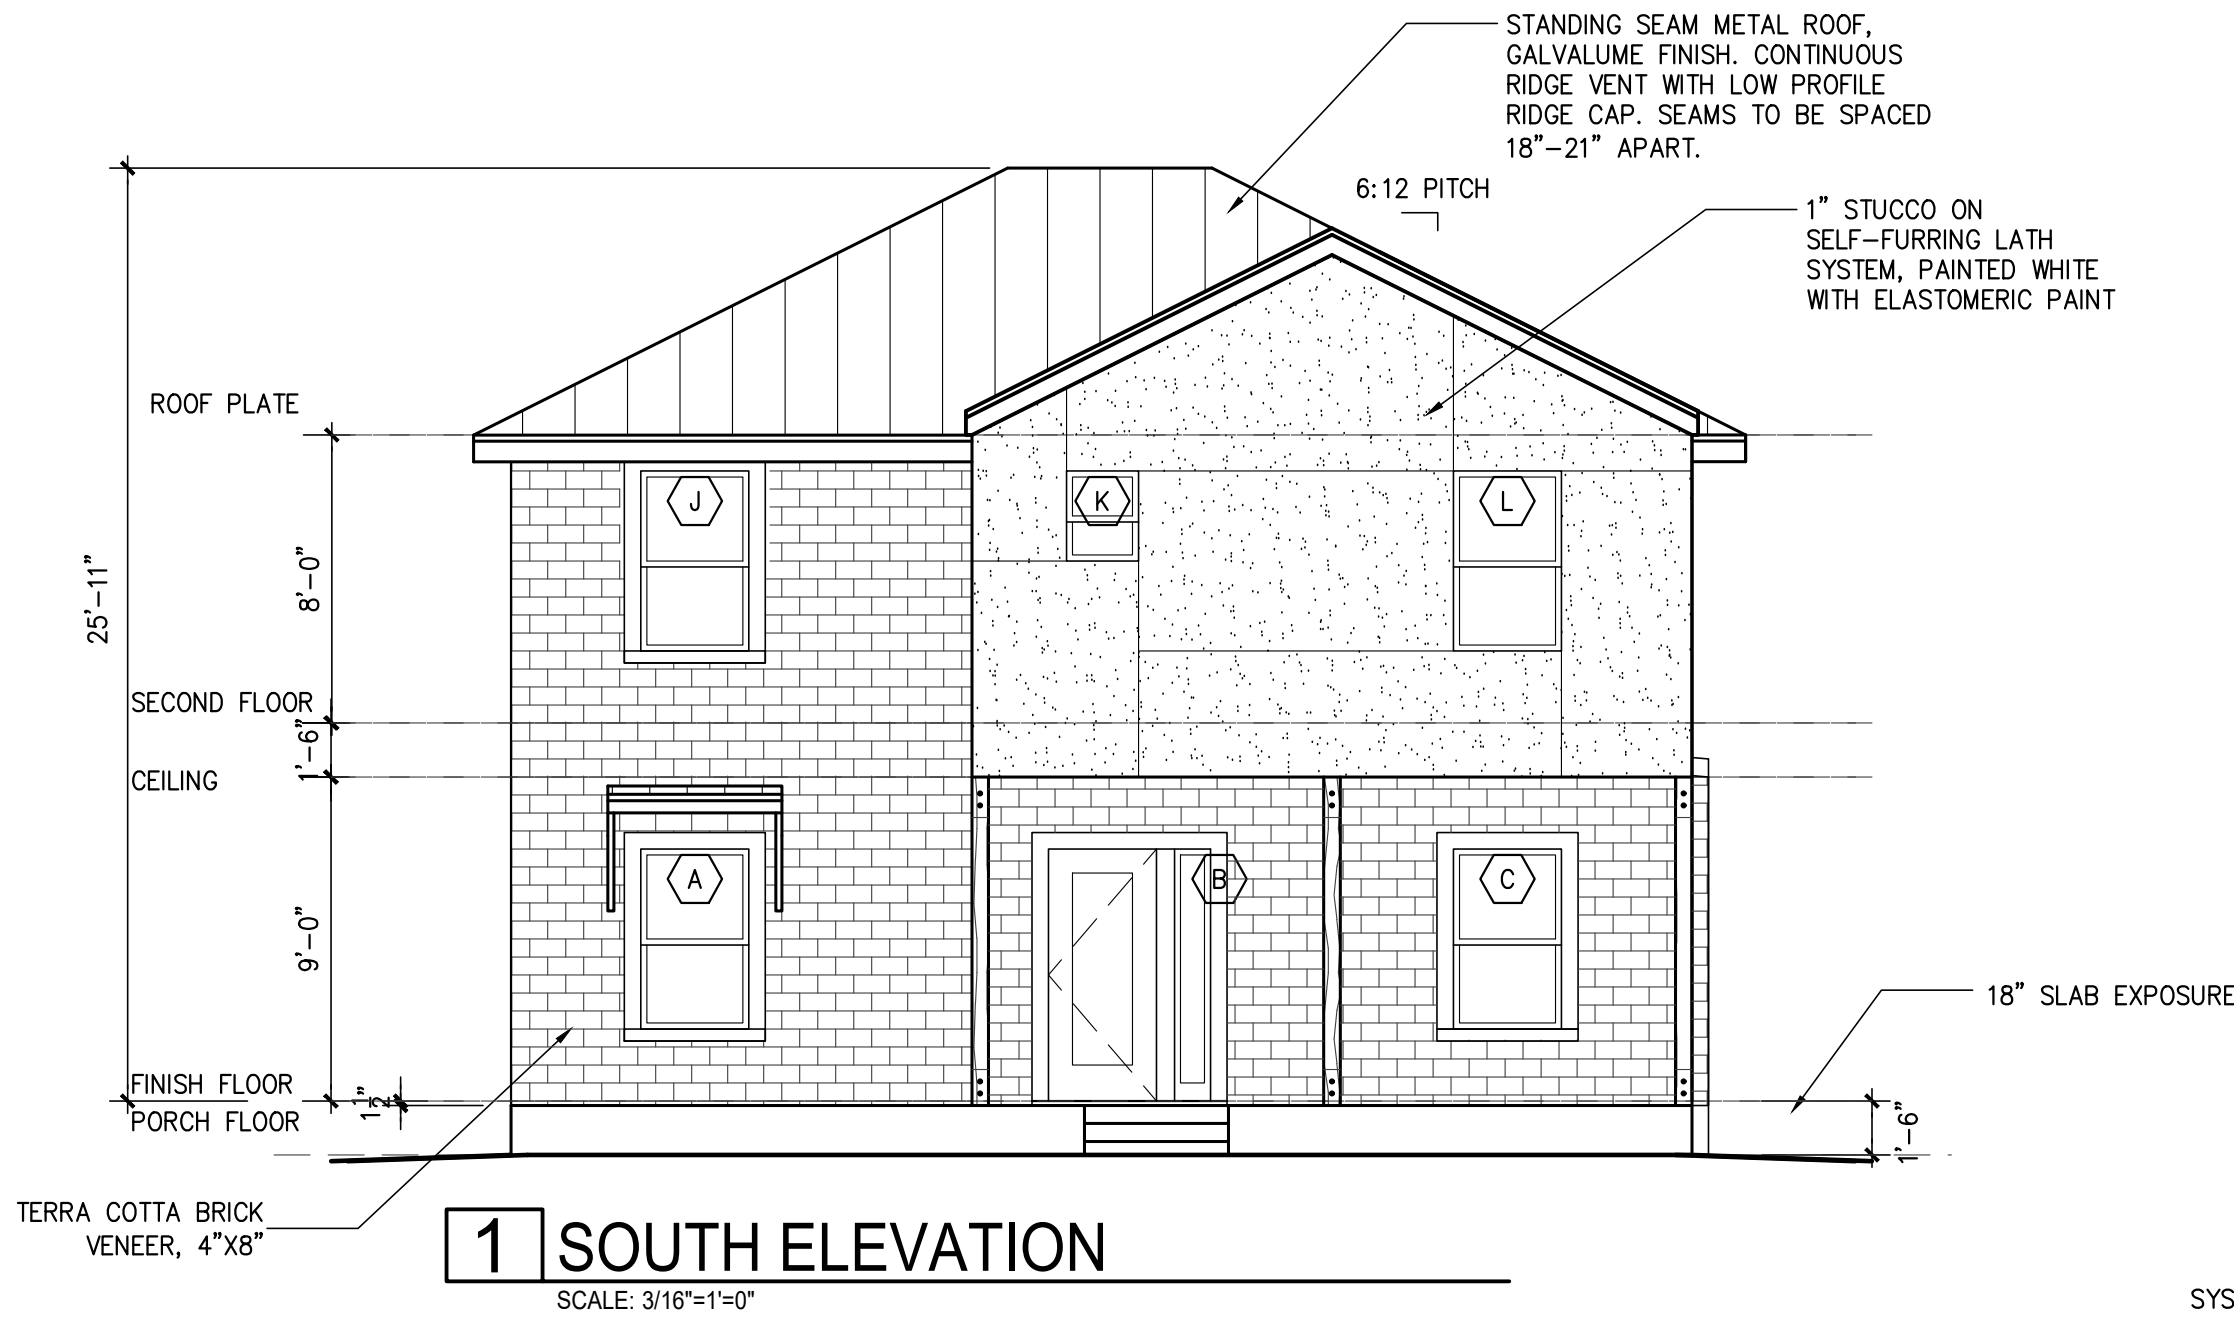 STANDING SEAM METAL ROOF,
GALVALUME FINISH. CONTINUOUS
RIDGE VENT WITH LOW PROFILE
RIDGE CAP. SEAMS TO BE SPACED
18”-21” APART.
6:12 PITCH
1” STUCCO ON
SELF-FURRING LATH
SYSTEM, PAINTED WHITE
WITH ELASTOMERIC PAINT
ROOF PLATE
J
K
L
25'-11”
8'-0”
SECOND FLOOR
1'-6”
CEILING
A
B
C
9'-0”
18” SLAB EXPOSURE
FINISH FLOOR
PORCH FLOOR
1'-6”
TERRA COTTA BRICK
VENEER, 4”X8”
1 SOUTH ELEVATION
SCALE: 3/16"=1'=0"
SYS